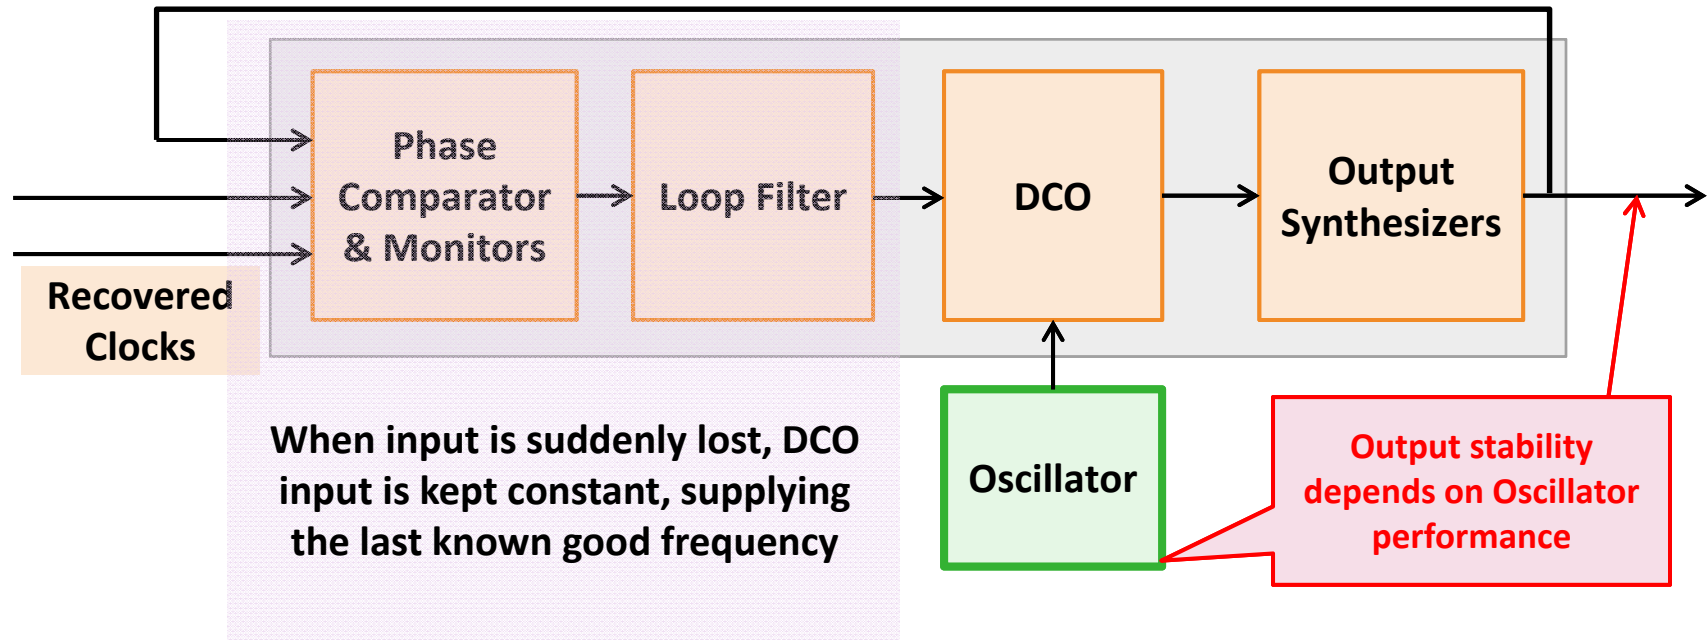 Phase
Comparator
& Monitors
Loop Filter
DCO
Output
Synthesizers
Recovered
Clocks
When input is suddenly lost, DCO
input is kept constant, supplying
the last known good frequency
Oscillator
Output stability
depends on Oscillator
performance